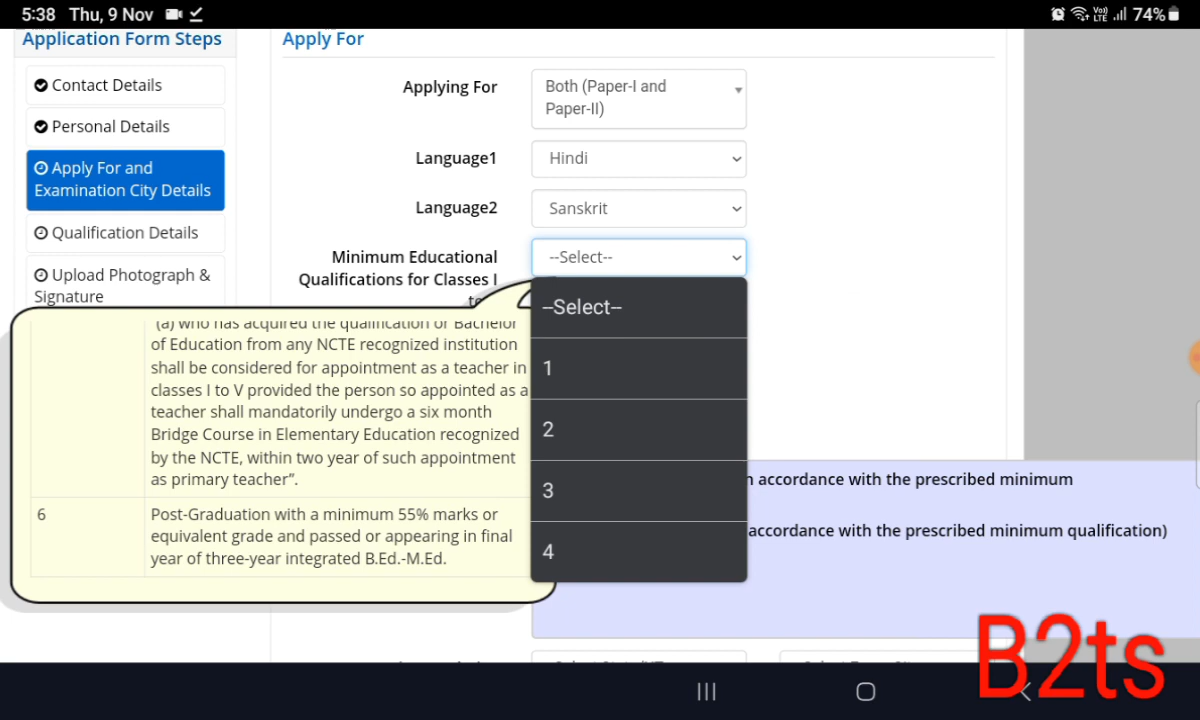 5:38 Thu, 9 Nov
Vo)) LTE 74%
Application Form Steps
Contact Details
Personal Details
Apply For and
Examination City Details
Qualification Details
Upload Photograph &
Signature
Apply For
Applying For
Both (Paper-I and
Paper-II)
Language1
Hindi
Language2
Sanskrit
Minimum Educational
Qualifications for Classes I
--Select--
--Select--
1
2
3
4
(a) who has acquired the qualification of Bachelor
of Education from any NCTE recognized institution
shall be considered for appointment as a teacher in
classes I to V provided the person so appointed as a
teacher shall mandatorily undergo a six month
Bridge Course in Elementary Education recognized
by the NCTE, within two year of such appointment
as primary teacher”.
6
Post-Graduation with a minimum 55% marks or
equivalent grade and passed or appearing in final
year of three-year integrated B.Ed.-M.Ed.
accordance with the prescribed minimum
accordance with the prescribed minimum qualification)
B2ts